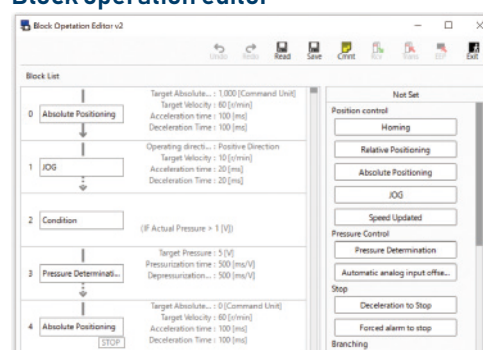 Block operation editor
Block Opetation Editor v2
Undo Redo Read Save Cmnt Rcv Trans EEP Exit
Block List
0 Absolute Positioning
Target Absolute... : 1,000 [Command Unit]
Target Velocity : 60 [r/min]
Acceleration time : 100 [ms]
Deceleration Time : 100 [ms]
1 JOG
Operating directi... : Positive Direction
Target Velocity : 10 [r/min]
Acceleration time : 20 [ms]
Deceleration Time : 20 [ms]
2 Condition
(IF Actual Pressure > 1 [V])
3 Pressure Determinati...
Target Pressure : 5 [V]
Pressurization time : 500 [ms/V]
Depressurization... : 500 [ms/V]
4 Absolute Positioning
STOP
Target Absolute... : 0 [Command Unit]
Target Velocity : 60 [r/min]
Acceleration time : 100 [ms]
Deceleration Time : 100 [ms]
Not Set
Position control
Homing
Relative Positioning
Absolute Positioning
JOG
Speed Updated
Pressure Control
Pressure Determination
Automatic analog input offse...
Stop
Deceleration to Stop
Forced alarm to stop
Branching